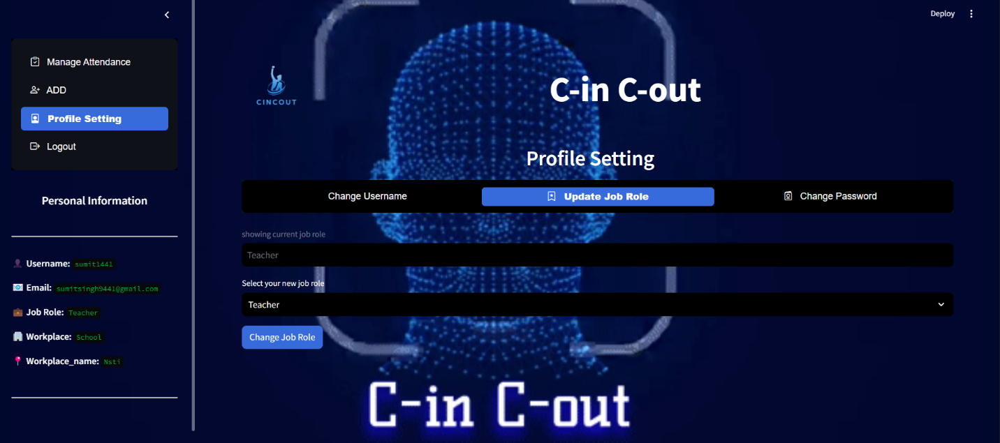 Deploy
Manage Attendance
ADD
Profile Setting
Logout
Personal Information
Username: sumit1441
Email: sumitsingh9441@gmail.com
Job Role: Teacher
Workplace: School
Workplace_name: Nsti
CINCOUT
C-in C-out
Profile Setting
Change Username
Update Job Role
Change Password
showing current job role
Teacher
Select your new job role
Teacher
Change Job Role
C-in C-out